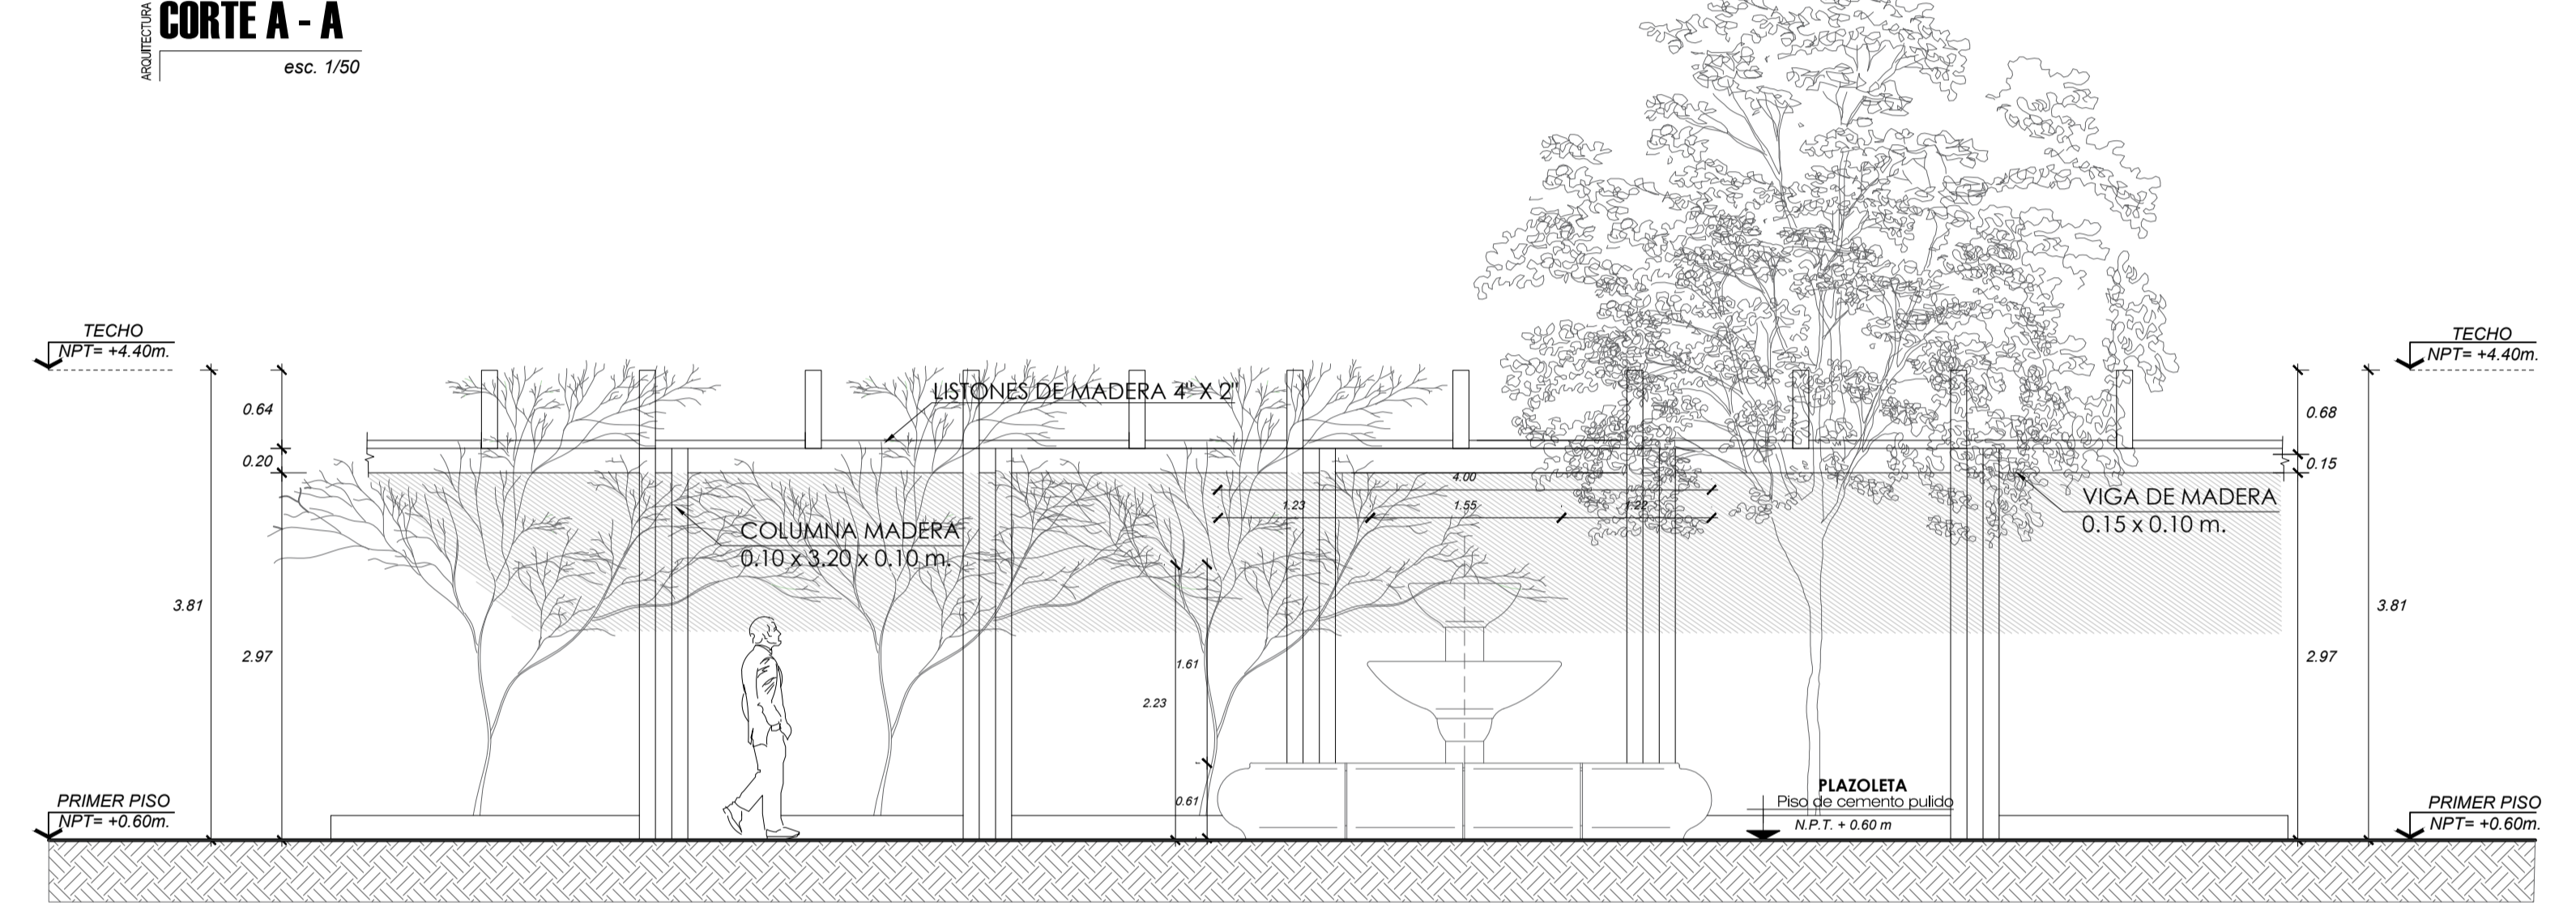 ARQUITECTURA
CORTE A - A
esc. 1/50
TECHO
NPT= +4.40m.
TECHO
NPT= +4.40m.
LISTONES DE MADERA 4" X 2"
0.64
0.68
0.20
0.15
4.00
1.23
1.55
1.22
VIGA DE MADERA
0.15 x 0.10 m.
COLUMNA MADERA
0.10 x 3.20 x 0.10 m.
3.81
3.81
2.97
2.97
1.61
2.23
0.61
PLAZOLETA
Piso de cemento pulido
N.P.T. + 0.60 m
PRIMER PISO
NPT= +0.60m.
PRIMER PISO
NPT= +0.60m.